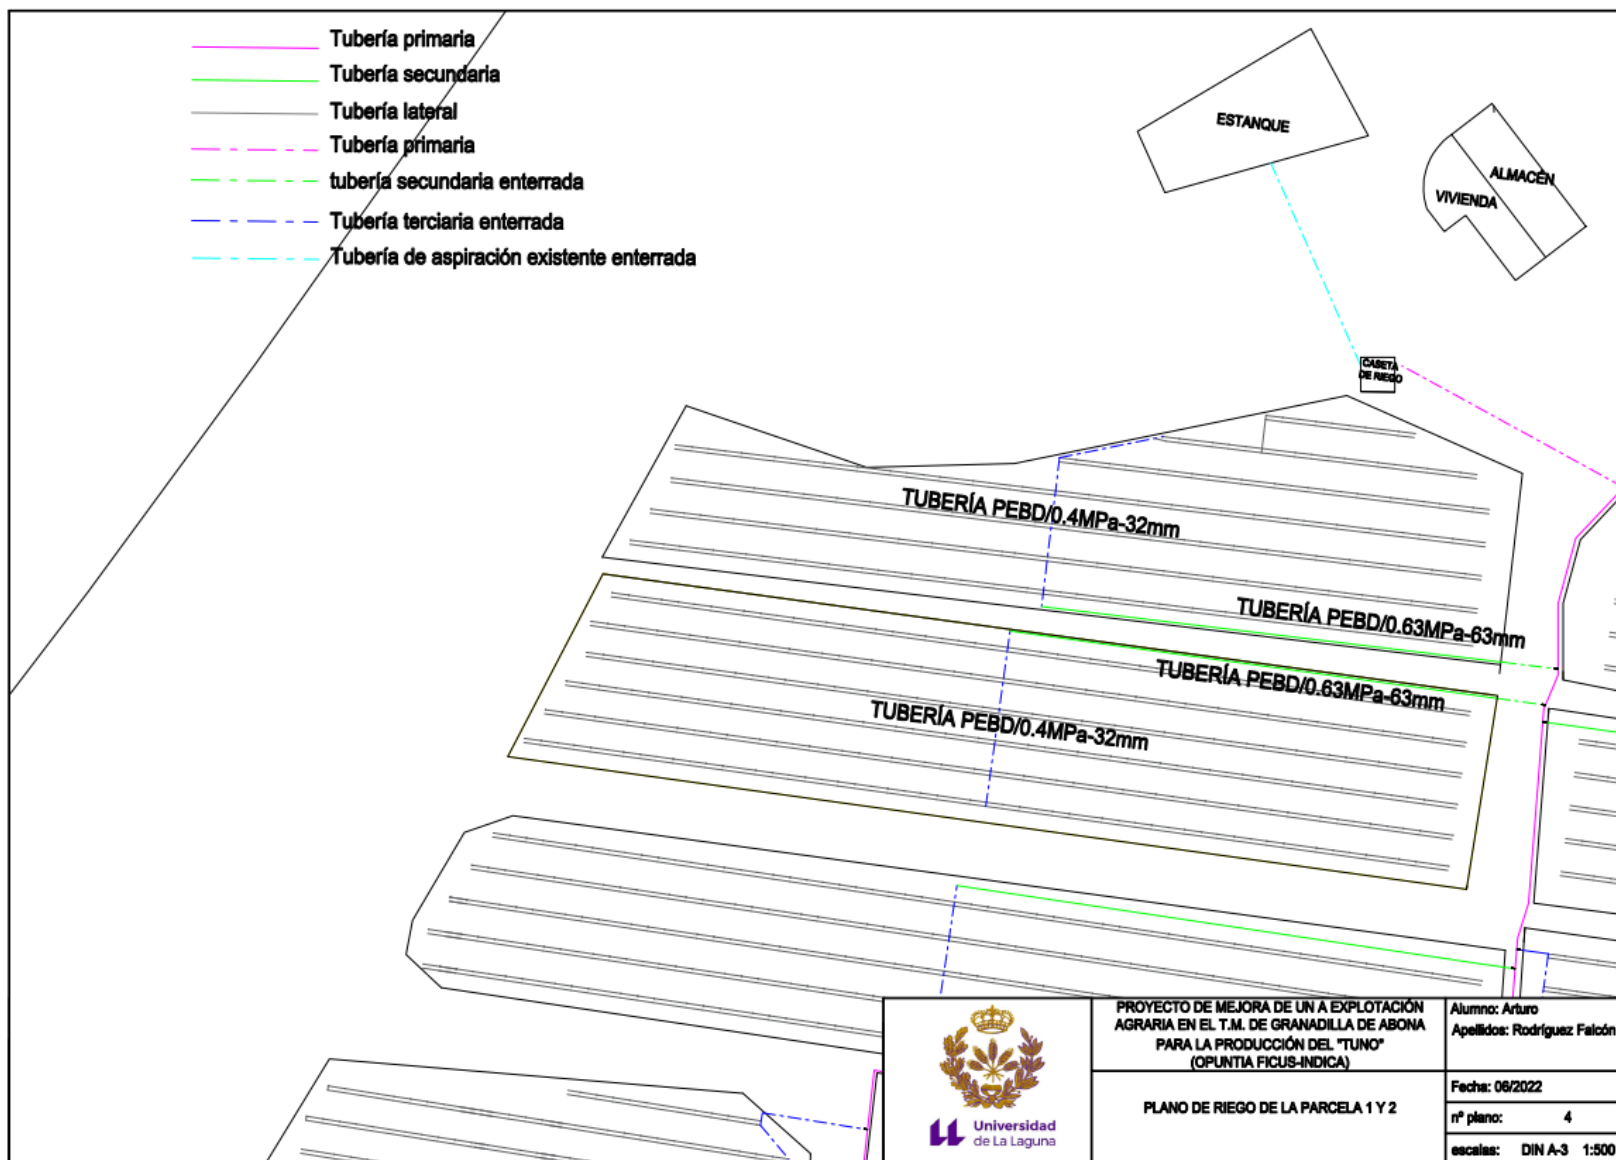 Tubería primaria
Tubería secundaria
Tubería lateral
Tubería primaria
tubería secundaria enterrada
Tubería terciaria enterrada
Tubería de aspiración existente enterrada
ESTANQUE
ALMACÉN
VIVIENDA
CASETA
DE RIEGO
TUBERÍA PEBD/0.4MPa-32mm
TUBERÍA PEBD/0.63MPa-63mm
TUBERÍA PEBD/0.63MPa-63mm
TUBERÍA PEBD/0.4MPa-32mm
Universidad
de La Laguna
PROYECTO DE MEJORA DE UN A EXPLOTACIÓN
AGRARIA EN EL T.M. DE GRANADILLA DE ABONA
PARA LA PRODUCCIÓN DEL "TUNO"
(OPUNTIA FICUS-INDICA)
PLANO DE RIEGO DE LA PARCELA 1 Y 2
Alumno: Arturo
Apellidos: Rodríguez Falcón
Fecha: 06/2022
nº plano: 4
escalas: DIN A-3 1:500